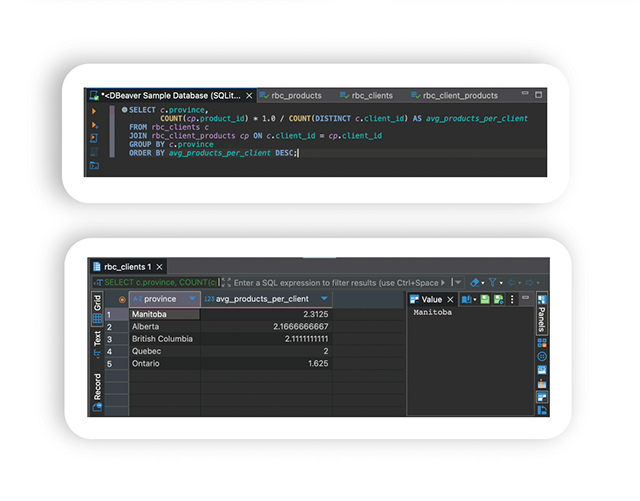 *<DBeaver Sample Database (SQLit...
rbc_products
rbc_clients
rbc_client_products
SELECT c.province,
COUNT(cp.product_id) * 1.0 / COUNT(DISTINCT c.client_id) AS avg_products_per_client
FROM rbc_clients c
JOIN rbc_client_products cp ON c.client_id = cp.client_id
GROUP BY c.province
ORDER BY avg_products_per_client DESC;
rbc_clients 1
SELECT c.province, COUNT(c
Enter a SQL expression to filter results (use Ctrl+Space
Grid
Text
Record
province
123 avg_products_per_client
1 Manitoba 2.3125
2 Alberta 2.1666666667
3 British Columbia 2.1111111111
4 Quebec 2
5 Ontario 1.625
Value
Manitoba
Panels